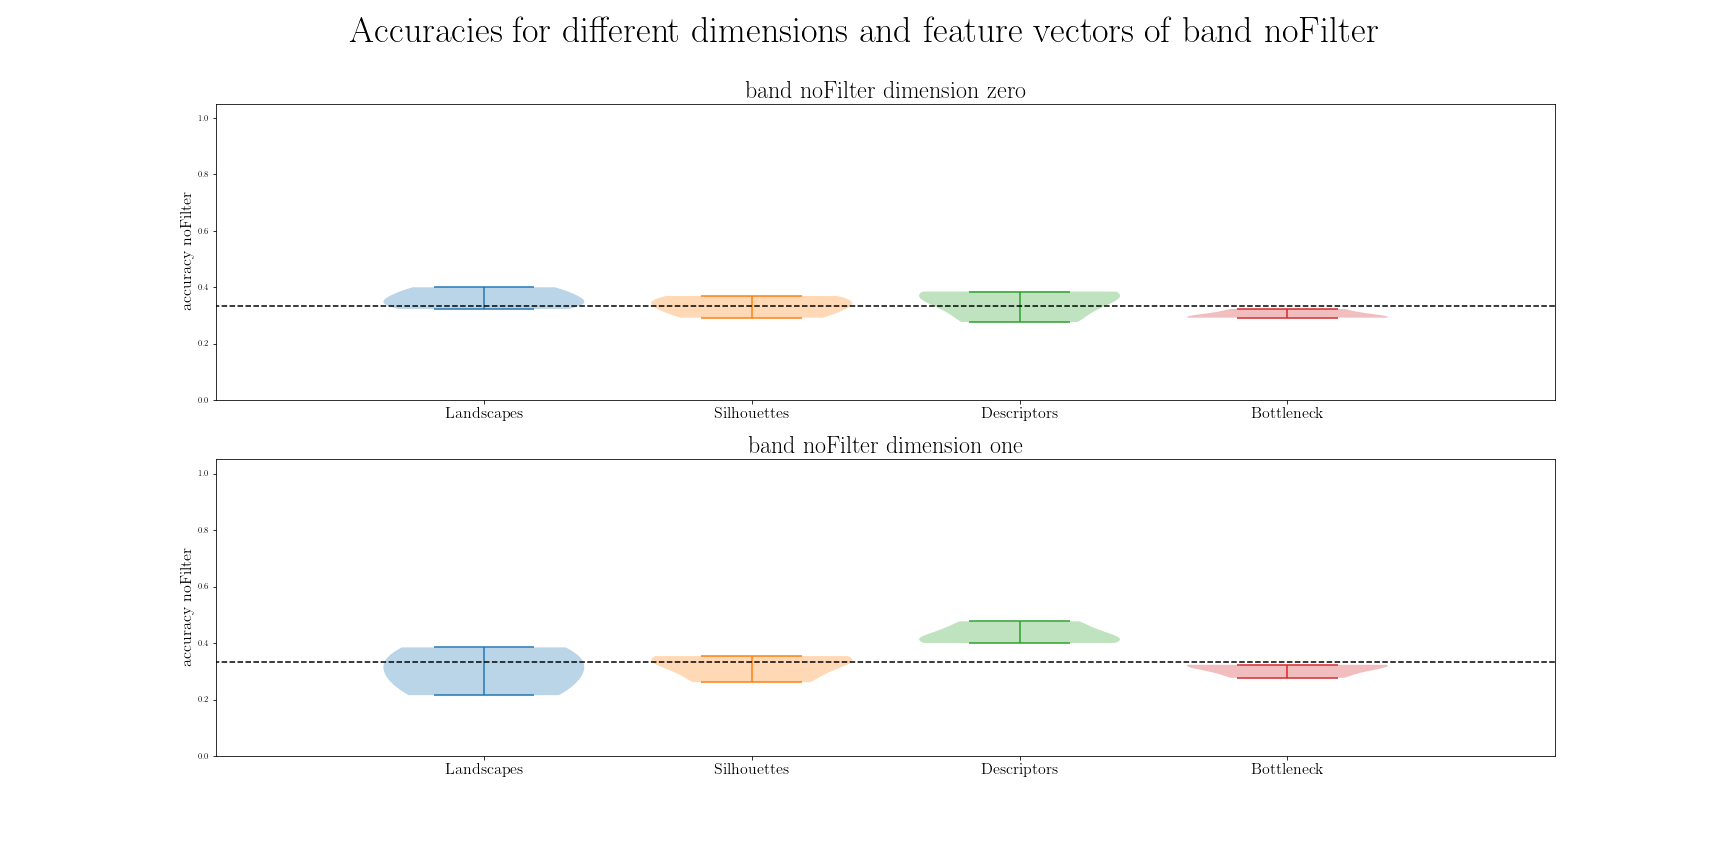 Accuracies for different dimensions and feature vectors of band noFilter
band noFilter dimension zero
accuracy noFilter
1.0
0.8
0.6
0.4
0.2
0.0
Landscapes Silhouettes Descriptors Bottleneck
band noFilter dimension one
accuracy noFilter
1.0
0.8
0.6
0.4
0.2
0.0
Landscapes Silhouettes Descriptors Bottleneck